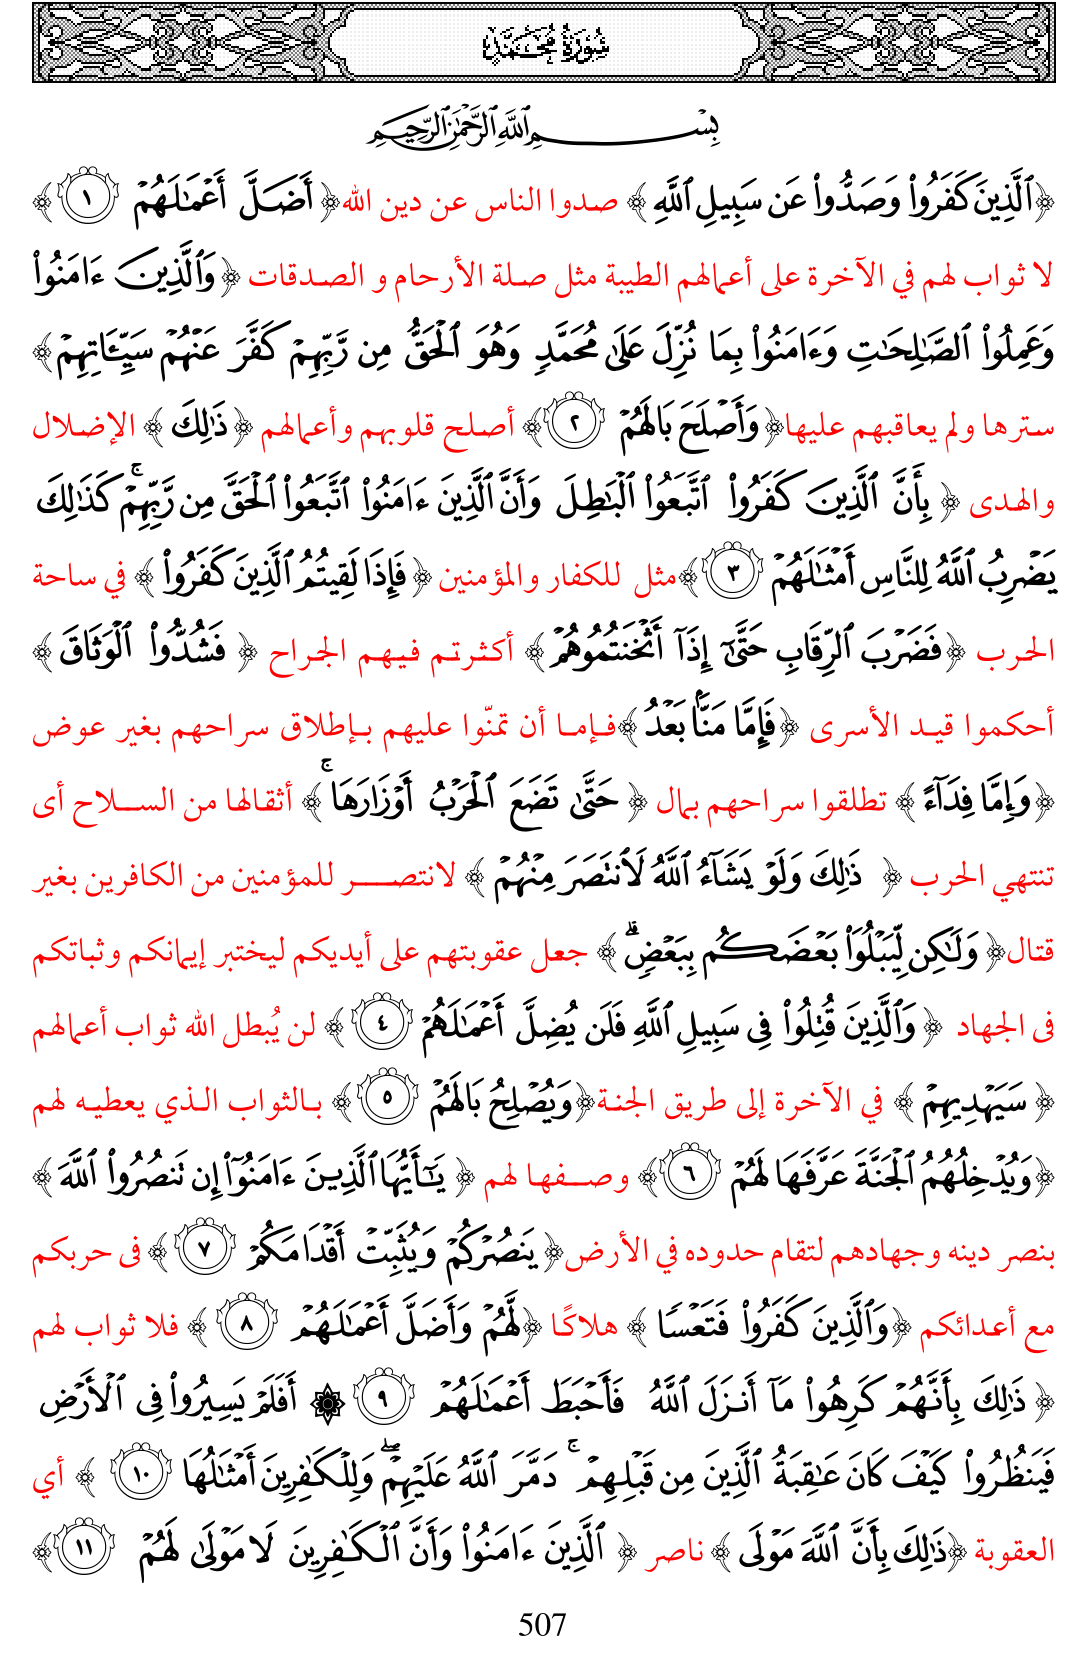 سُورَةُ مُحَمَّدٍ
بِسْمِ ٱللَّهِ ٱلرَّحْمَٰنِ ٱلرَّحِيمِ
﴿ٱلَّذِينَ كَفَرُوا۟ وَصَدُّوا۟ عَن سَبِيلِ ٱللَّهِ﴾ صدوا الناس عن دين الله﴿أَضَلَّ أَعْمَٰلَهُمْ ١﴾
لا ثواب لهم في الآخرة على أعمالهم الطيبة مثل صلة الأرحام و الصدقات ﴿وَٱلَّذِينَ ءَامَنُوا۟
وَعَمِلُوا۟ ٱلصَّٰلِحَٰتِ وَءَامَنُوا۟ بِمَا نُزِّلَ عَلَىٰ مُحَمَّدٍ وَهُوَ ٱلْحَقُّ مِن رَّبِّهِمْ كَفَّرَ عَنْهُمْ سَيِّـَٔاتِهِمْ﴾
سترها ولم يعاقبهم عليها﴿وَأَصْلَحَ بَالَهُمْ ٢﴾ أصلح قلوبهم وأعمالهم ﴿ذَٰلِكَ﴾ الإضلال
والهدى ﴿بِأَنَّ ٱلَّذِينَ كَفَرُوا۟ ٱتَّبَعُوا۟ ٱلْبَٰطِلَ وَأَنَّ ٱلَّذِينَ ءَامَنُوا۟ ٱتَّبَعُوا۟ ٱلْحَقَّ مِن رَّبِّهِمْ ۚ كَذَٰلِكَ
يَضْرِبُ ٱللَّهُ لِلنَّاسِ أَمْثَٰلَهُمْ ٣﴾مثل للكفار والمؤمنين ﴿فَإِذَا لَقِيتُمُ ٱلَّذِينَ كَفَرُوا۟﴾ في ساحة
الحرب ﴿فَضَرْبَ ٱلرِّقَابِ حَتَّىٰٓ إِذَآ أَثْخَنتُمُوهُمْ﴾ أكثرتم فيهم الجراح ﴿فَشُدُّوا۟ ٱلْوَثَاقَ﴾
أحكموا قيد الأسرى ﴿فَإِمَّا مَنًّۢا بَعْدُ﴾فإما أن تمنّوا عليهم بإطلاق سراحهم بغير عوض
﴿وَإِمَّا فِدَآءً﴾ تطلقوا سراحهم بمال ﴿حَتَّىٰ تَضَعَ ٱلْحَرْبُ أَوْزَارَهَا ۚ﴾ أثقالها من السلاح أى
تنتهي الحرب ﴿ذَٰلِكَ وَلَوْ يَشَآءُ ٱللَّهُ لَٱنتَصَرَ مِنْهُمْ﴾ لانتصر للمؤمنين من الكافرين بغير
قتال﴿وَلَٰكِن لِّيَبْلُوَا۟ بَعْضَكُم بِبَعْضٍ ۗ﴾ جعل عقوبتهم على أيديكم ليختبر إيمانكم وثباتكم
فى الجهاد ﴿وَٱلَّذِينَ قُتِلُوا۟ فِى سَبِيلِ ٱللَّهِ فَلَن يُضِلَّ أَعْمَٰلَهُمْ ٤﴾ لن يُبطل الله ثواب أعمالهم
﴿سَيَهْدِيهِمْ﴾ في الآخرة إلى طريق الجنة﴿وَيُصْلِحُ بَالَهُمْ ٥﴾ بالثواب الذي يعطيه لهم
﴿وَيُدْخِلُهُمُ ٱلْجَنَّةَ عَرَّفَهَا لَهُمْ ٦﴾ وصفها لهم ﴿يَٰٓأَيُّهَا ٱلَّذِينَ ءَامَنُوٓا۟ إِن تَنصُرُوا۟ ٱللَّهَ﴾
بنصر دينه وجهادهم لتقام حدوده في الأرض﴿يَنصُرْكُمْ وَيُثَبِّتْ أَقْدَامَكُمْ ٧﴾ فى حربكم
مع أعدائكم ﴿وَٱلَّذِينَ كَفَرُوا۟ فَتَعْسًا﴾ هلاكًا ﴿لَّهُمْ وَأَضَلَّ أَعْمَٰلَهُمْ ٨﴾ فلا ثواب لهم
﴿ذَٰلِكَ بِأَنَّهُمْ كَرِهُوا۟ مَآ أَنزَلَ ٱللَّهُ فَأَحْبَطَ أَعْمَٰلَهُمْ ٩ ۞ أَفَلَمْ يَسِيرُوا۟ فِى ٱلْأَرْضِ
فَيَنظُرُوا۟ كَيْفَ كَانَ عَٰقِبَةُ ٱلَّذِينَ مِن قَبْلِهِمْ ۚ دَمَّرَ ٱللَّهُ عَلَيْهِمْ ۖ وَلِلْكَٰفِرِينَ أَمْثَٰلُهَا ١٠﴾ أي
العقوبة ﴿ذَٰلِكَ بِأَنَّ ٱللَّهَ مَوْلَى﴾ ناصر ﴿ٱلَّذِينَ ءَامَنُوا۟ وَأَنَّ ٱلْكَٰفِرِينَ لَا مَوْلَىٰ لَهُمْ ١١﴾
507